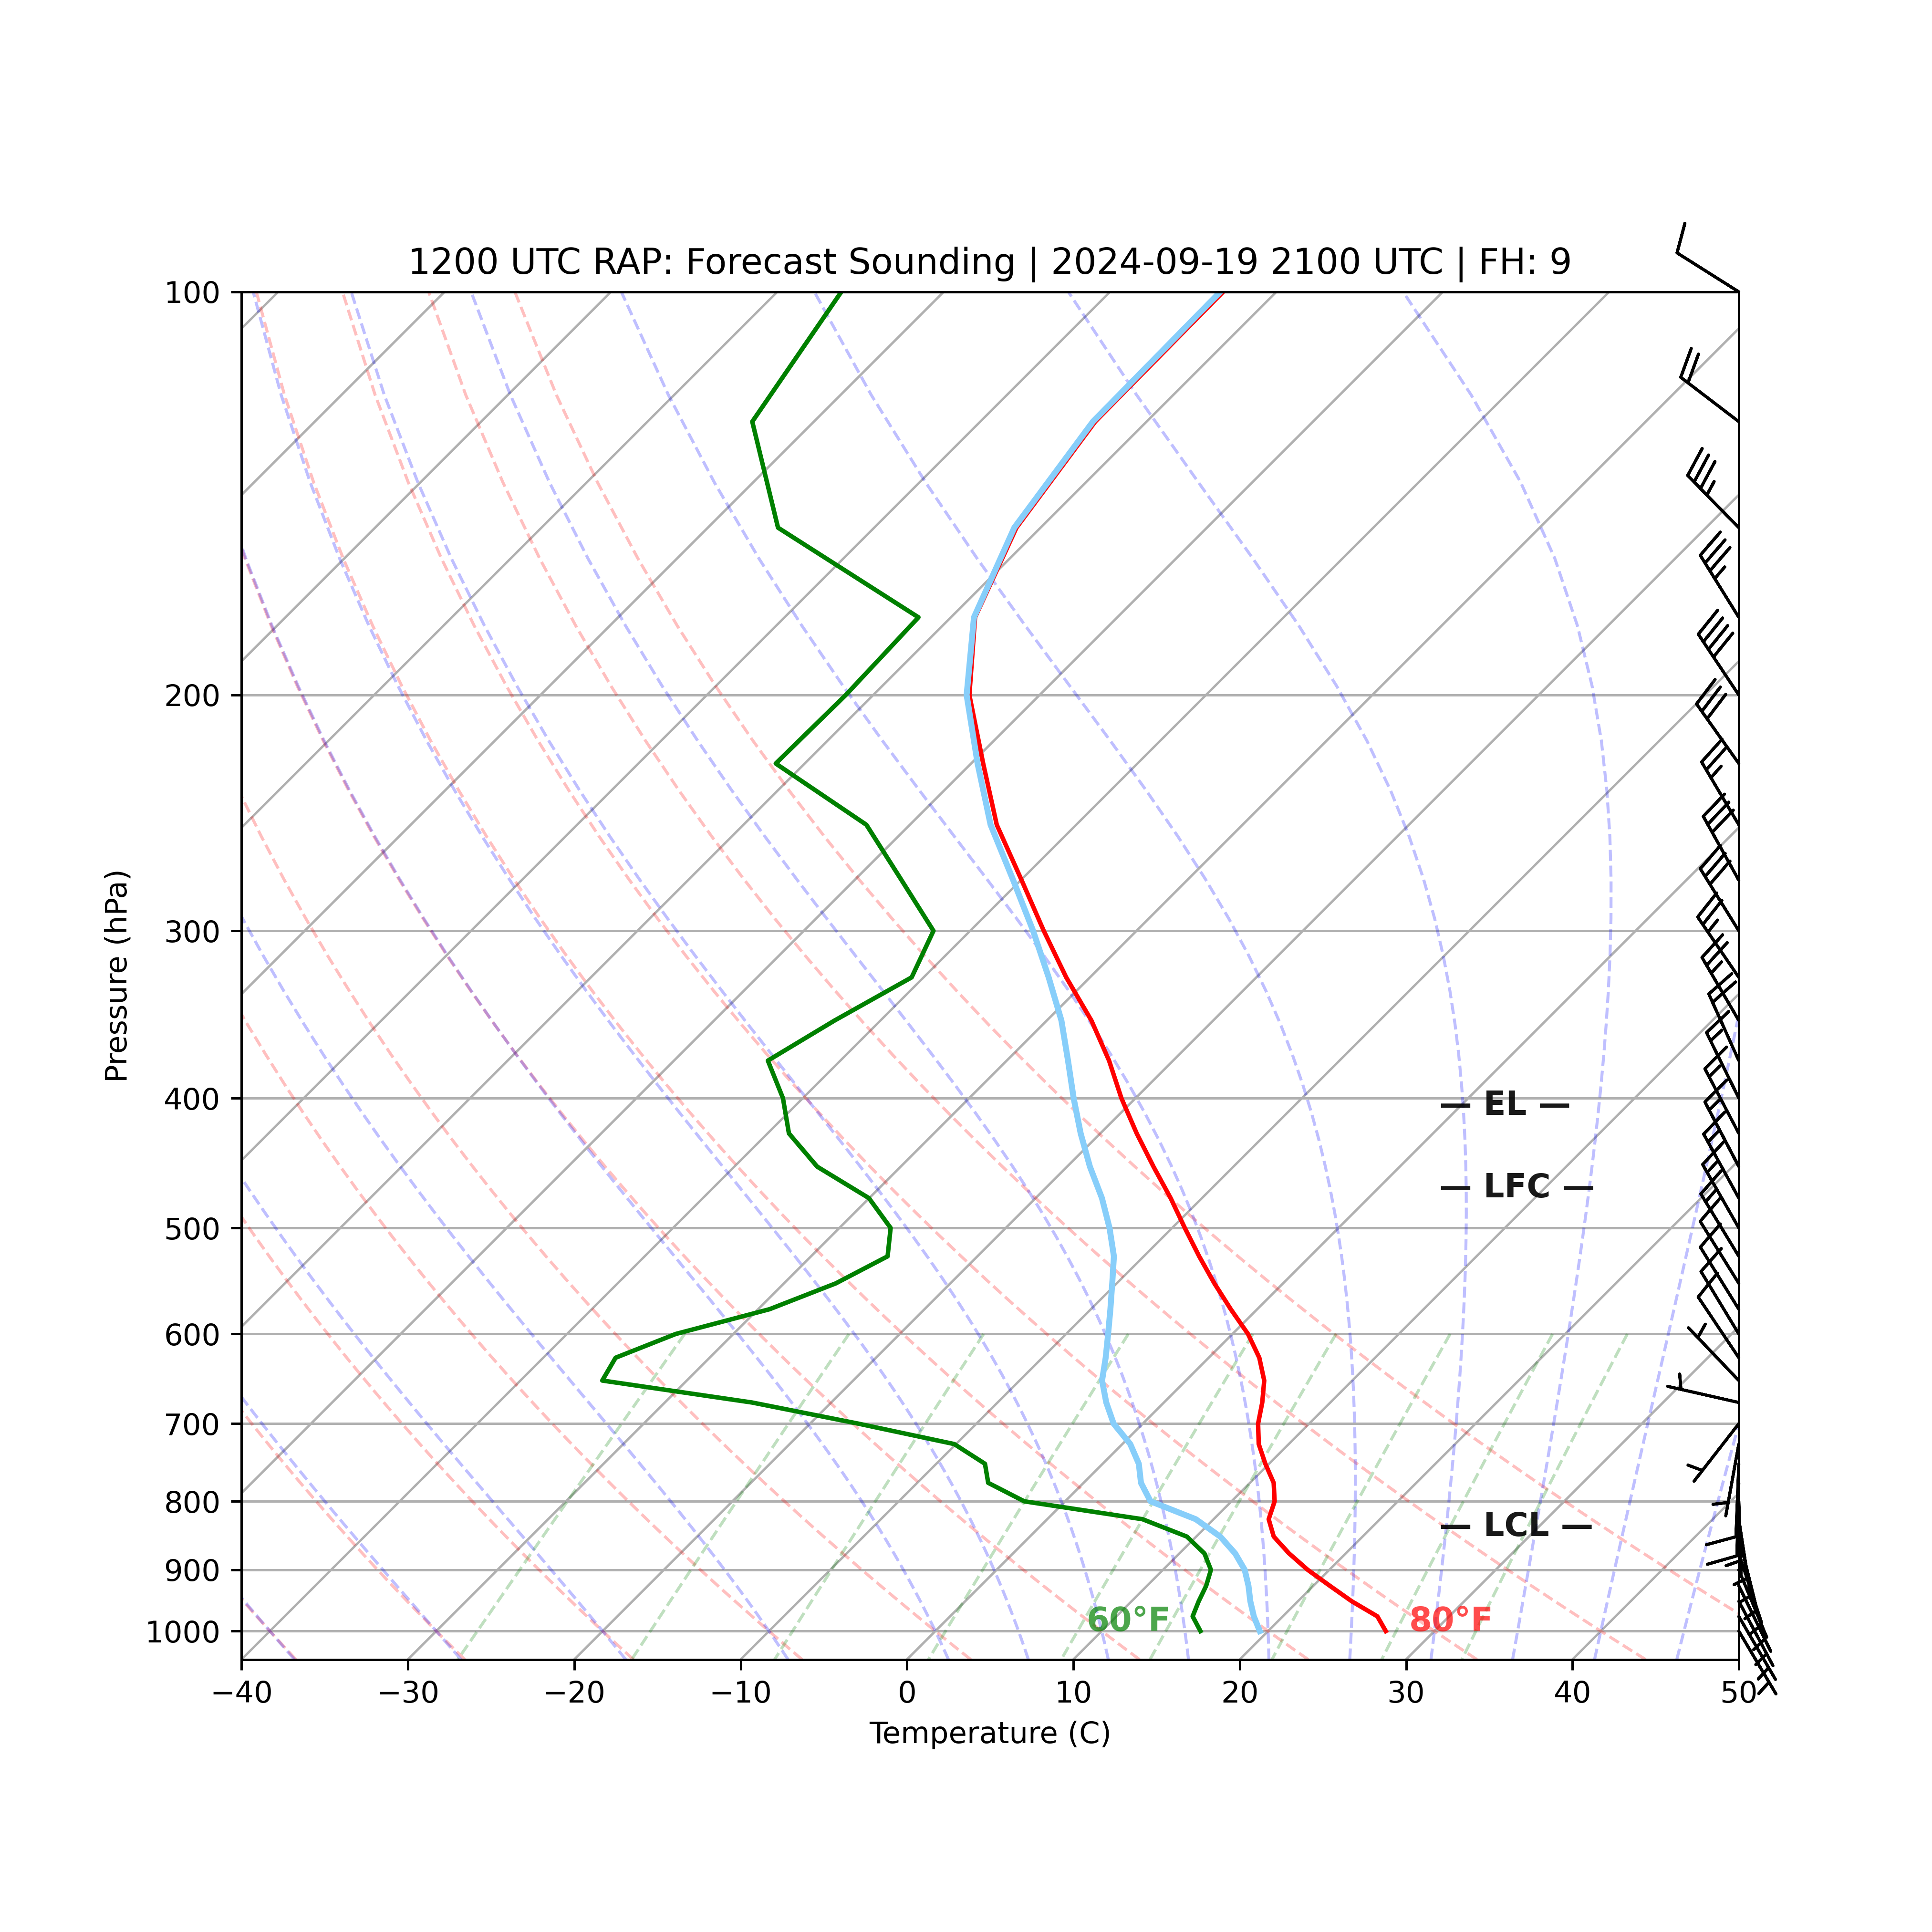 1200 UTC RAP: Forecast Sounding | 2024-09-19 2100 UTC | FH: 9
100
200
300
400
500
600
700
800
900
1000
Pressure (hPa)
— EL —
— LFC —
— LCL —
60°F
80°F
−40 −30 −20 −10 0 10 20 30 40 50
Temperature (C)